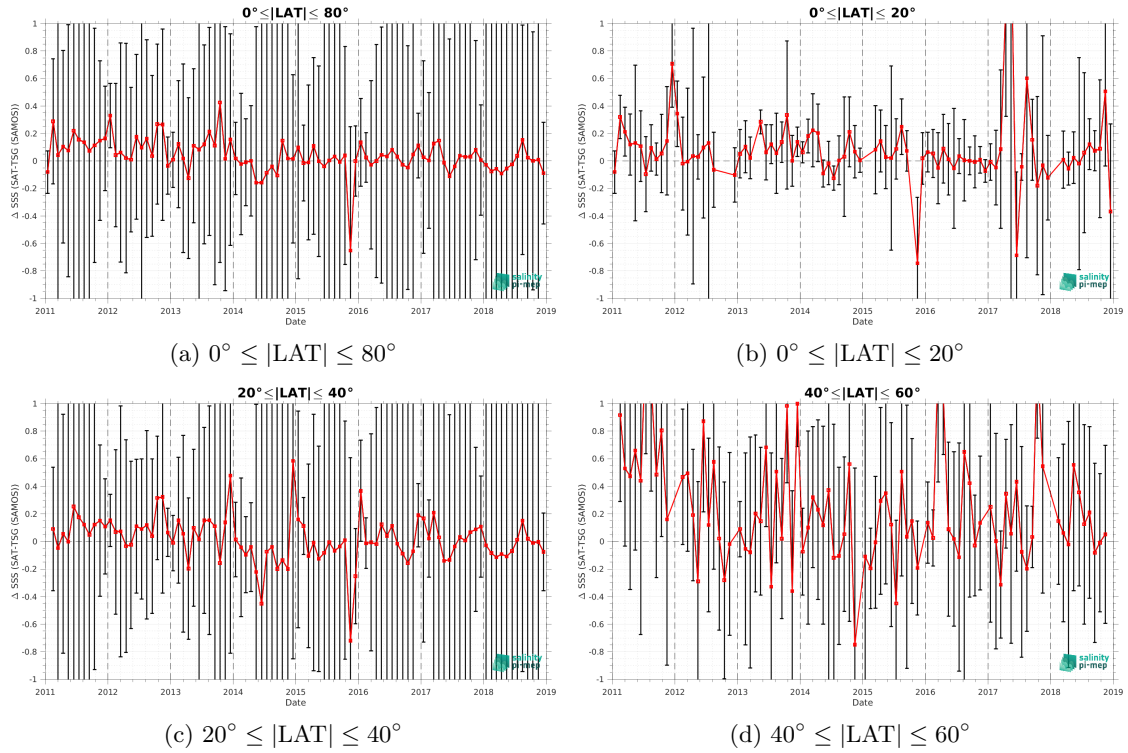 0°≤|LAT|≤ 80°
Δ SSS (SAT-TSG (SAMOS))
1
0.8
0.6
0.4
0.2
0
-0.2
-0.4
-0.6
-0.8
-1
2011 2012 2013 2014 2015 2016 2017 2018 2019
Date
salinity
pi-mep
(a) 0° ≤ |LAT| ≤ 80°
0°≤|LAT|≤ 20°
Δ SSS (SAT-TSG (SAMOS))
1
0.8
0.6
0.4
0.2
0
-0.2
-0.4
-0.6
-0.8
-1
2011 2012 2013 2014 2015 2016 2017 2018 2019
Date
salinity
pi-mep
(b) 0° ≤ |LAT| ≤ 20°
20°≤|LAT|≤ 40°
Δ SSS (SAT-TSG (SAMOS))
1
0.8
0.6
0.4
0.2
0
-0.2
-0.4
-0.6
-0.8
-1
2011 2012 2013 2014 2015 2016 2017 2018 2019
Date
salinity
pi-mep
(c) 20° ≤ |LAT| ≤ 40°
40°≤|LAT|≤ 60°
Δ SSS (SAT-TSG (SAMOS))
1
0.8
0.6
0.4
0.2
0
-0.2
-0.4
-0.6
-0.8
-1
2011 2012 2013 2014 2015 2016 2017 2018 2019
Date
salinity
pi-mep
(d) 40° ≤ |LAT| ≤ 60°